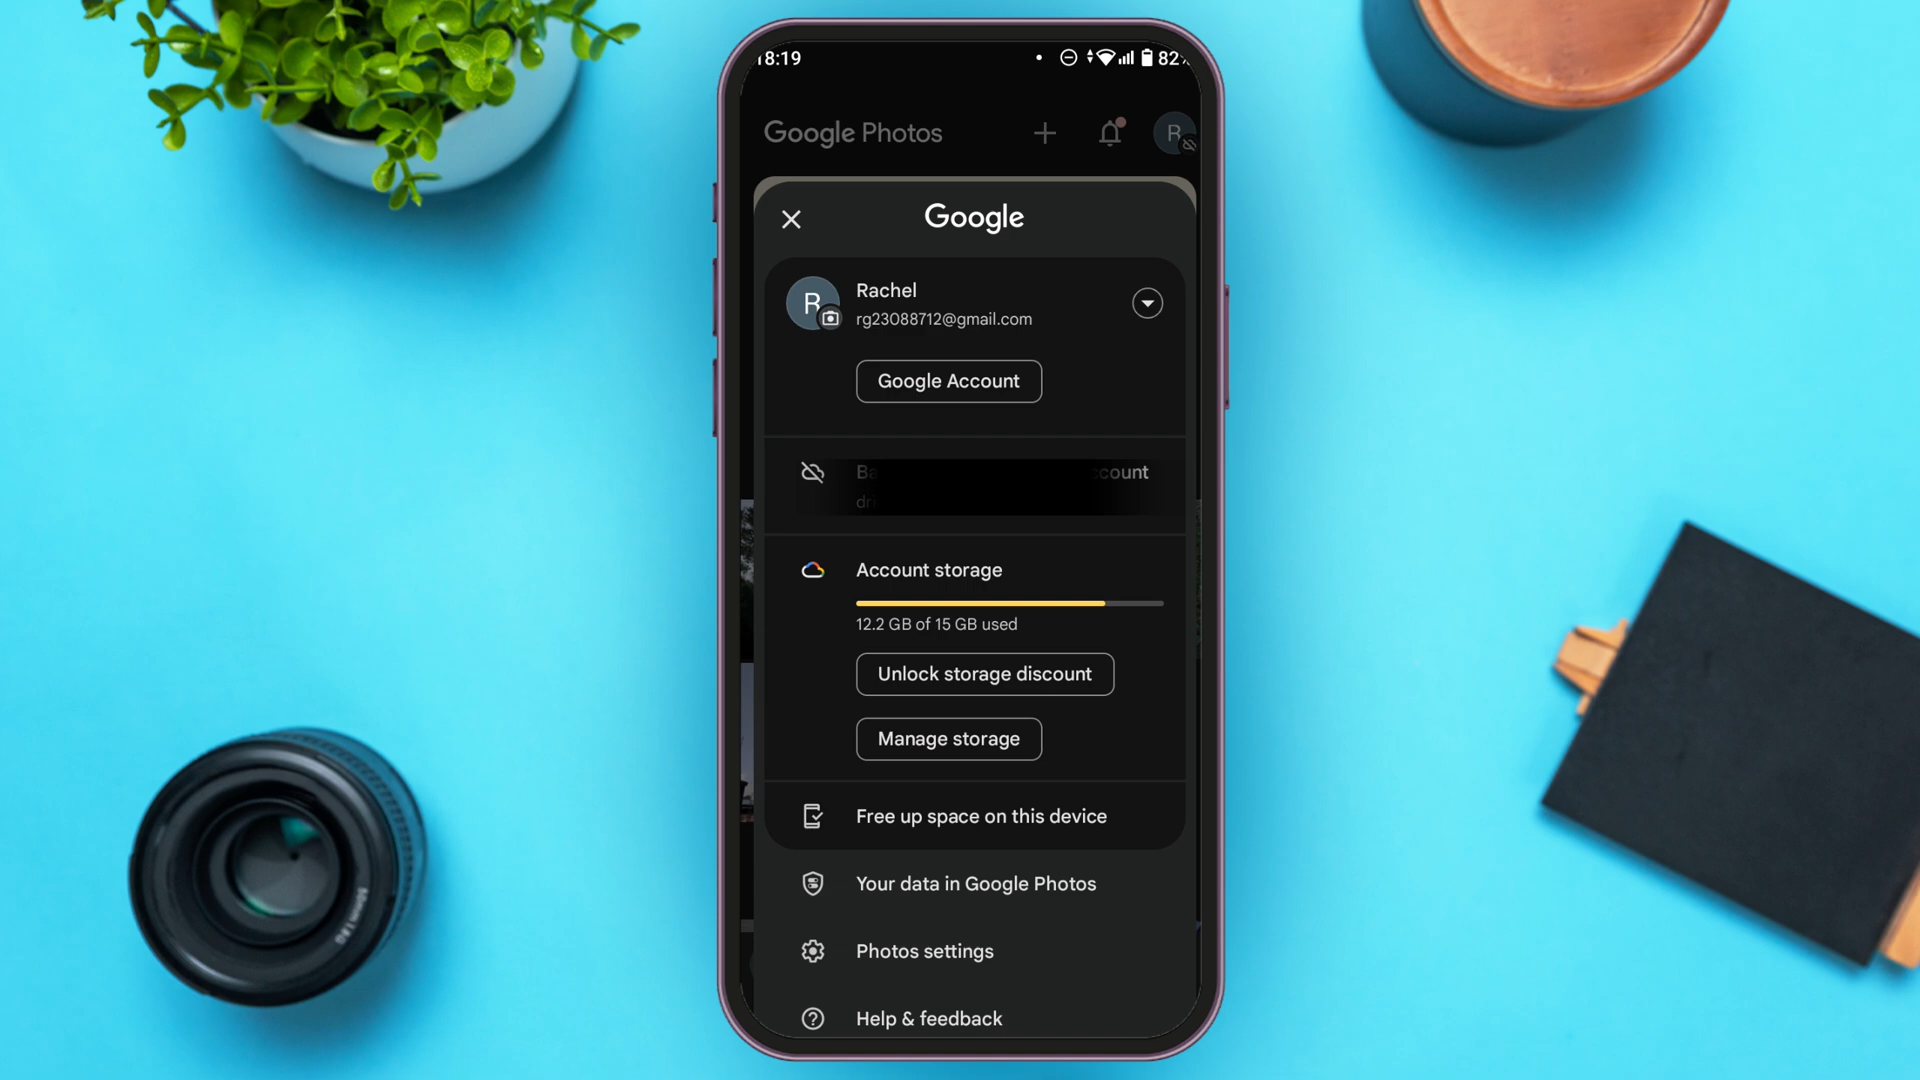 18:19
82%
Google Photos
R
Google
R
Rachel
rg23088712@gmail.com
Google Account
Account storage
12.2 GB of 15 GB used
Unlock storage discount
Manage storage
Free up space on this device
Your data in Google Photos
Photos settings
Help & feedback